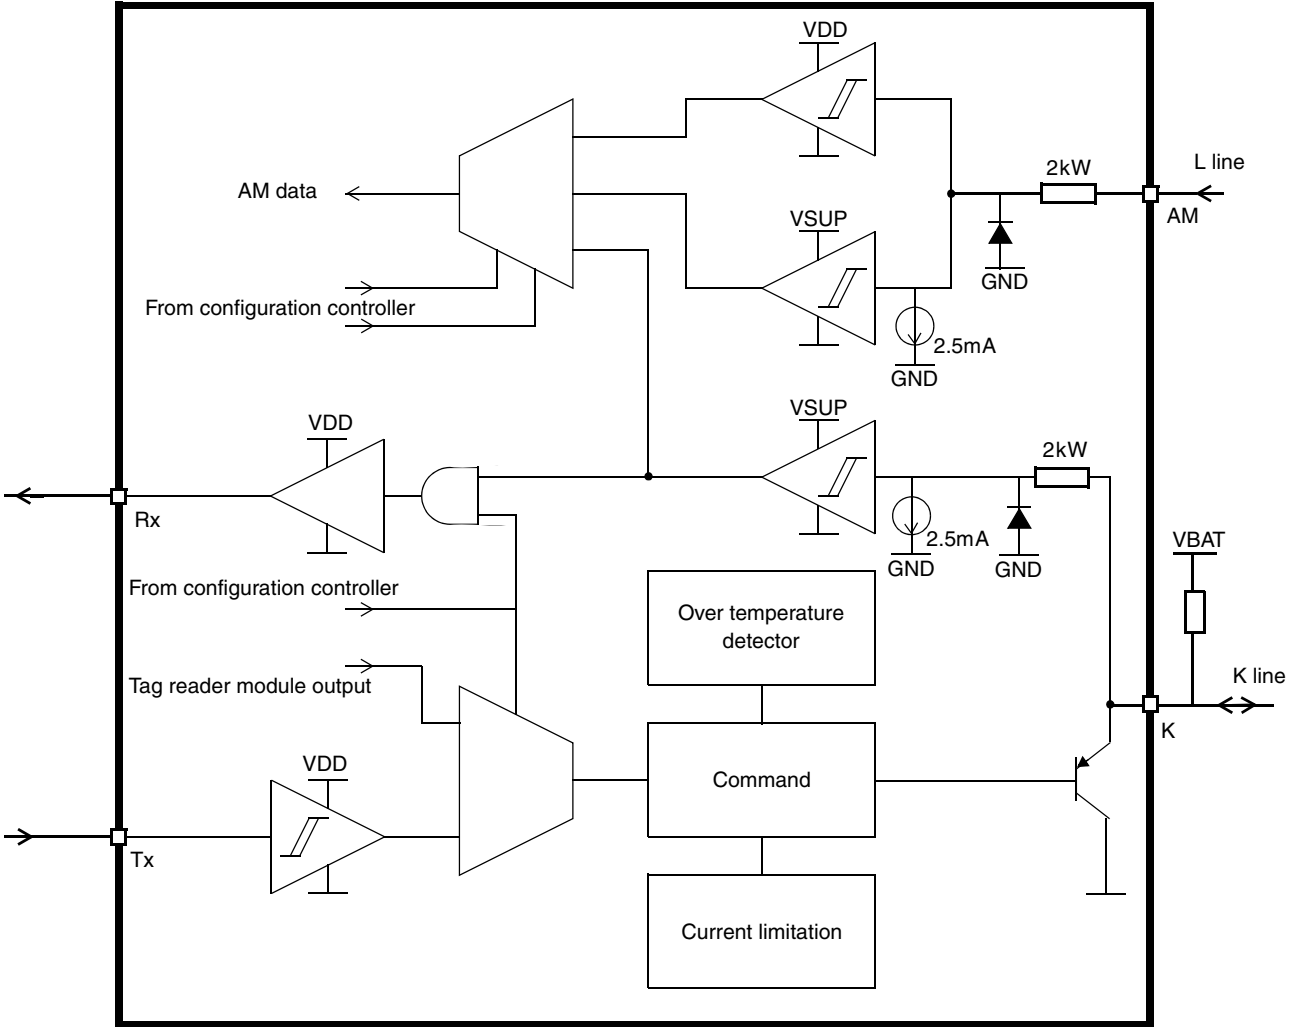 VDD
2kW
L line
AM data
VSUP
AM
GND
From configuration controller
2.5mA
GND
VDD
VSUP
2kW
Rx
2.5mA
VBAT
GND
GND
From configuration controller
Over temperature
detector
Tag reader module output
K line
K
VDD
Command
Tx
Current limitation